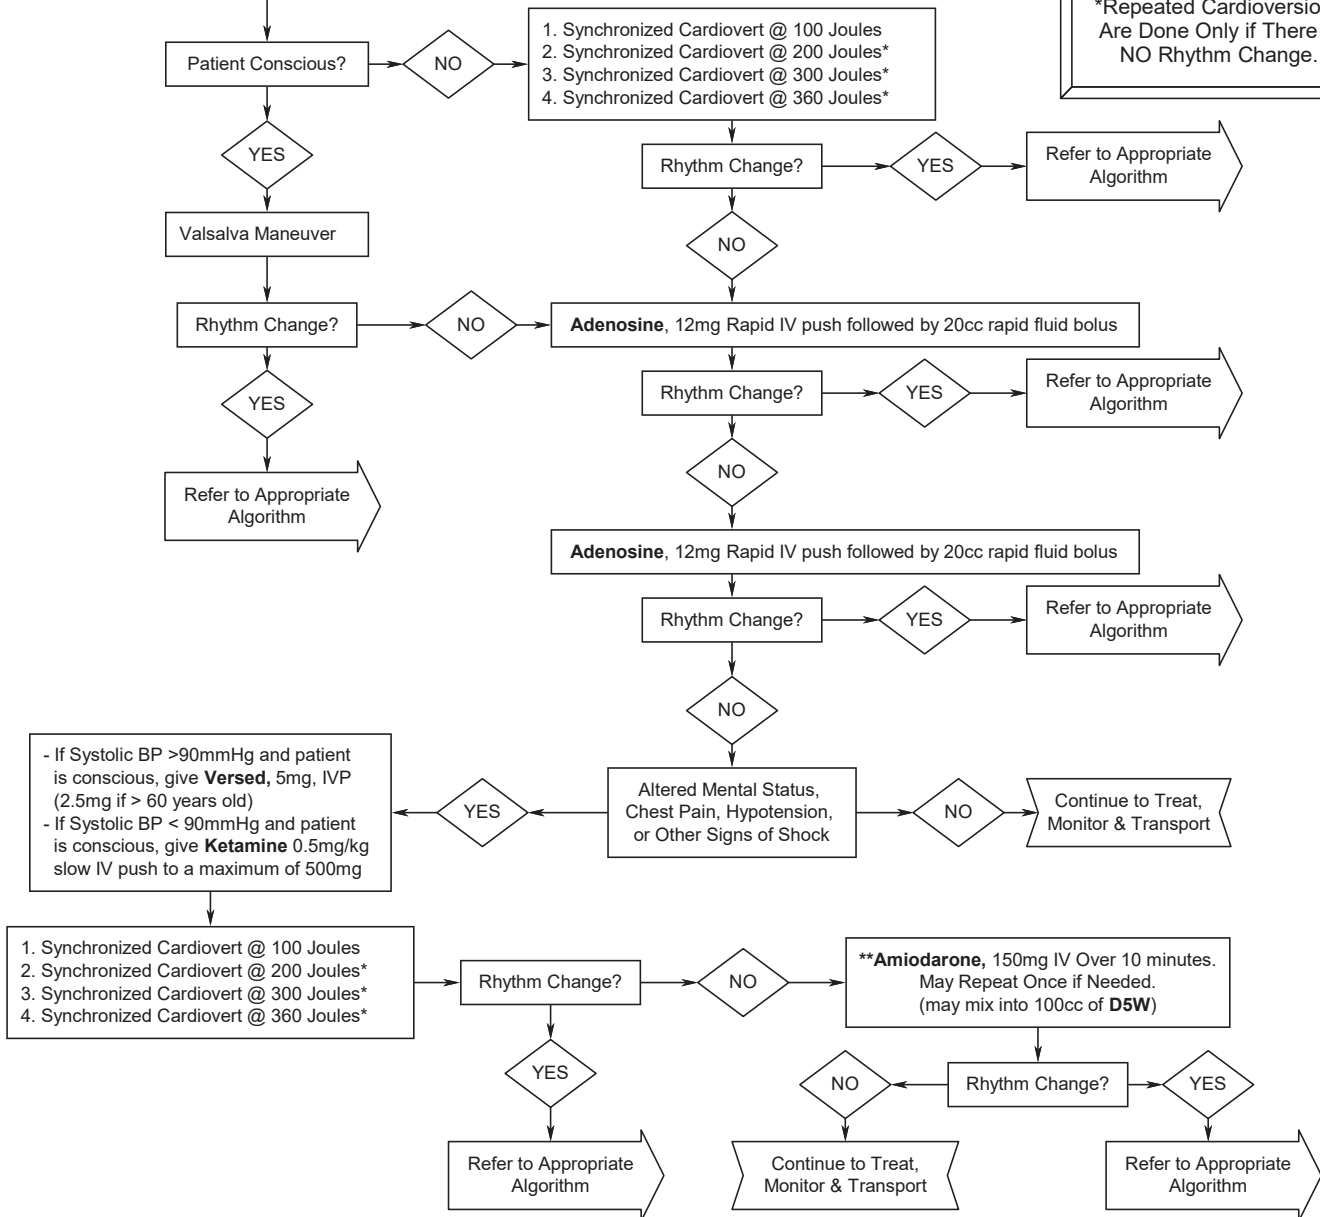 *Repeated Cardioversio
Are Done Only if There
NO Rhythm Change.
Patient Conscious?
NO
1. Synchronized Cardiovert @ 100 Joules
2. Synchronized Cardiovert @ 200 Joules*
3. Synchronized Cardiovert @ 300 Joules*
4. Synchronized Cardiovert @ 360 Joules*
YES
Rhythm Change?
YES
Refer to Appropriate
Algorithm
Valsalva Maneuver
NO
Rhythm Change?
NO
Adenosine, 12mg Rapid IV push followed by 20cc rapid fluid bolus
YES
Rhythm Change?
YES
Refer to Appropriate
Algorithm
NO
Refer to Appropriate
Algorithm
Adenosine, 12mg Rapid IV push followed by 20cc rapid fluid bolus
Rhythm Change?
YES
Refer to Appropriate
Algorithm
NO
- If Systolic BP >90mmHg and patient
is conscious, give Versed, 5mg, IVP
(2.5mg if > 60 years old)
- If Systolic BP < 90mmHg and patient
is conscious, give Ketamine 0.5mg/kg
slow IV push to a maximum of 500mg
YES
Altered Mental Status,
Chest Pain, Hypotension,
or Other Signs of Shock
NO
Continue to Treat,
Monitor & Transport
1. Synchronized Cardiovert @ 100 Joules
2. Synchronized Cardiovert @ 200 Joules*
3. Synchronized Cardiovert @ 300 Joules*
4. Synchronized Cardiovert @ 360 Joules*
Rhythm Change?
NO
**Amiodarone, 150mg IV Over 10 minutes.
May Repeat Once if Needed.
(may mix into 100cc of D5W)
YES
NO
Rhythm Change?
YES
Refer to Appropriate
Algorithm
Continue to Treat,
Monitor & Transport
Refer to Appropriate
Algorithm